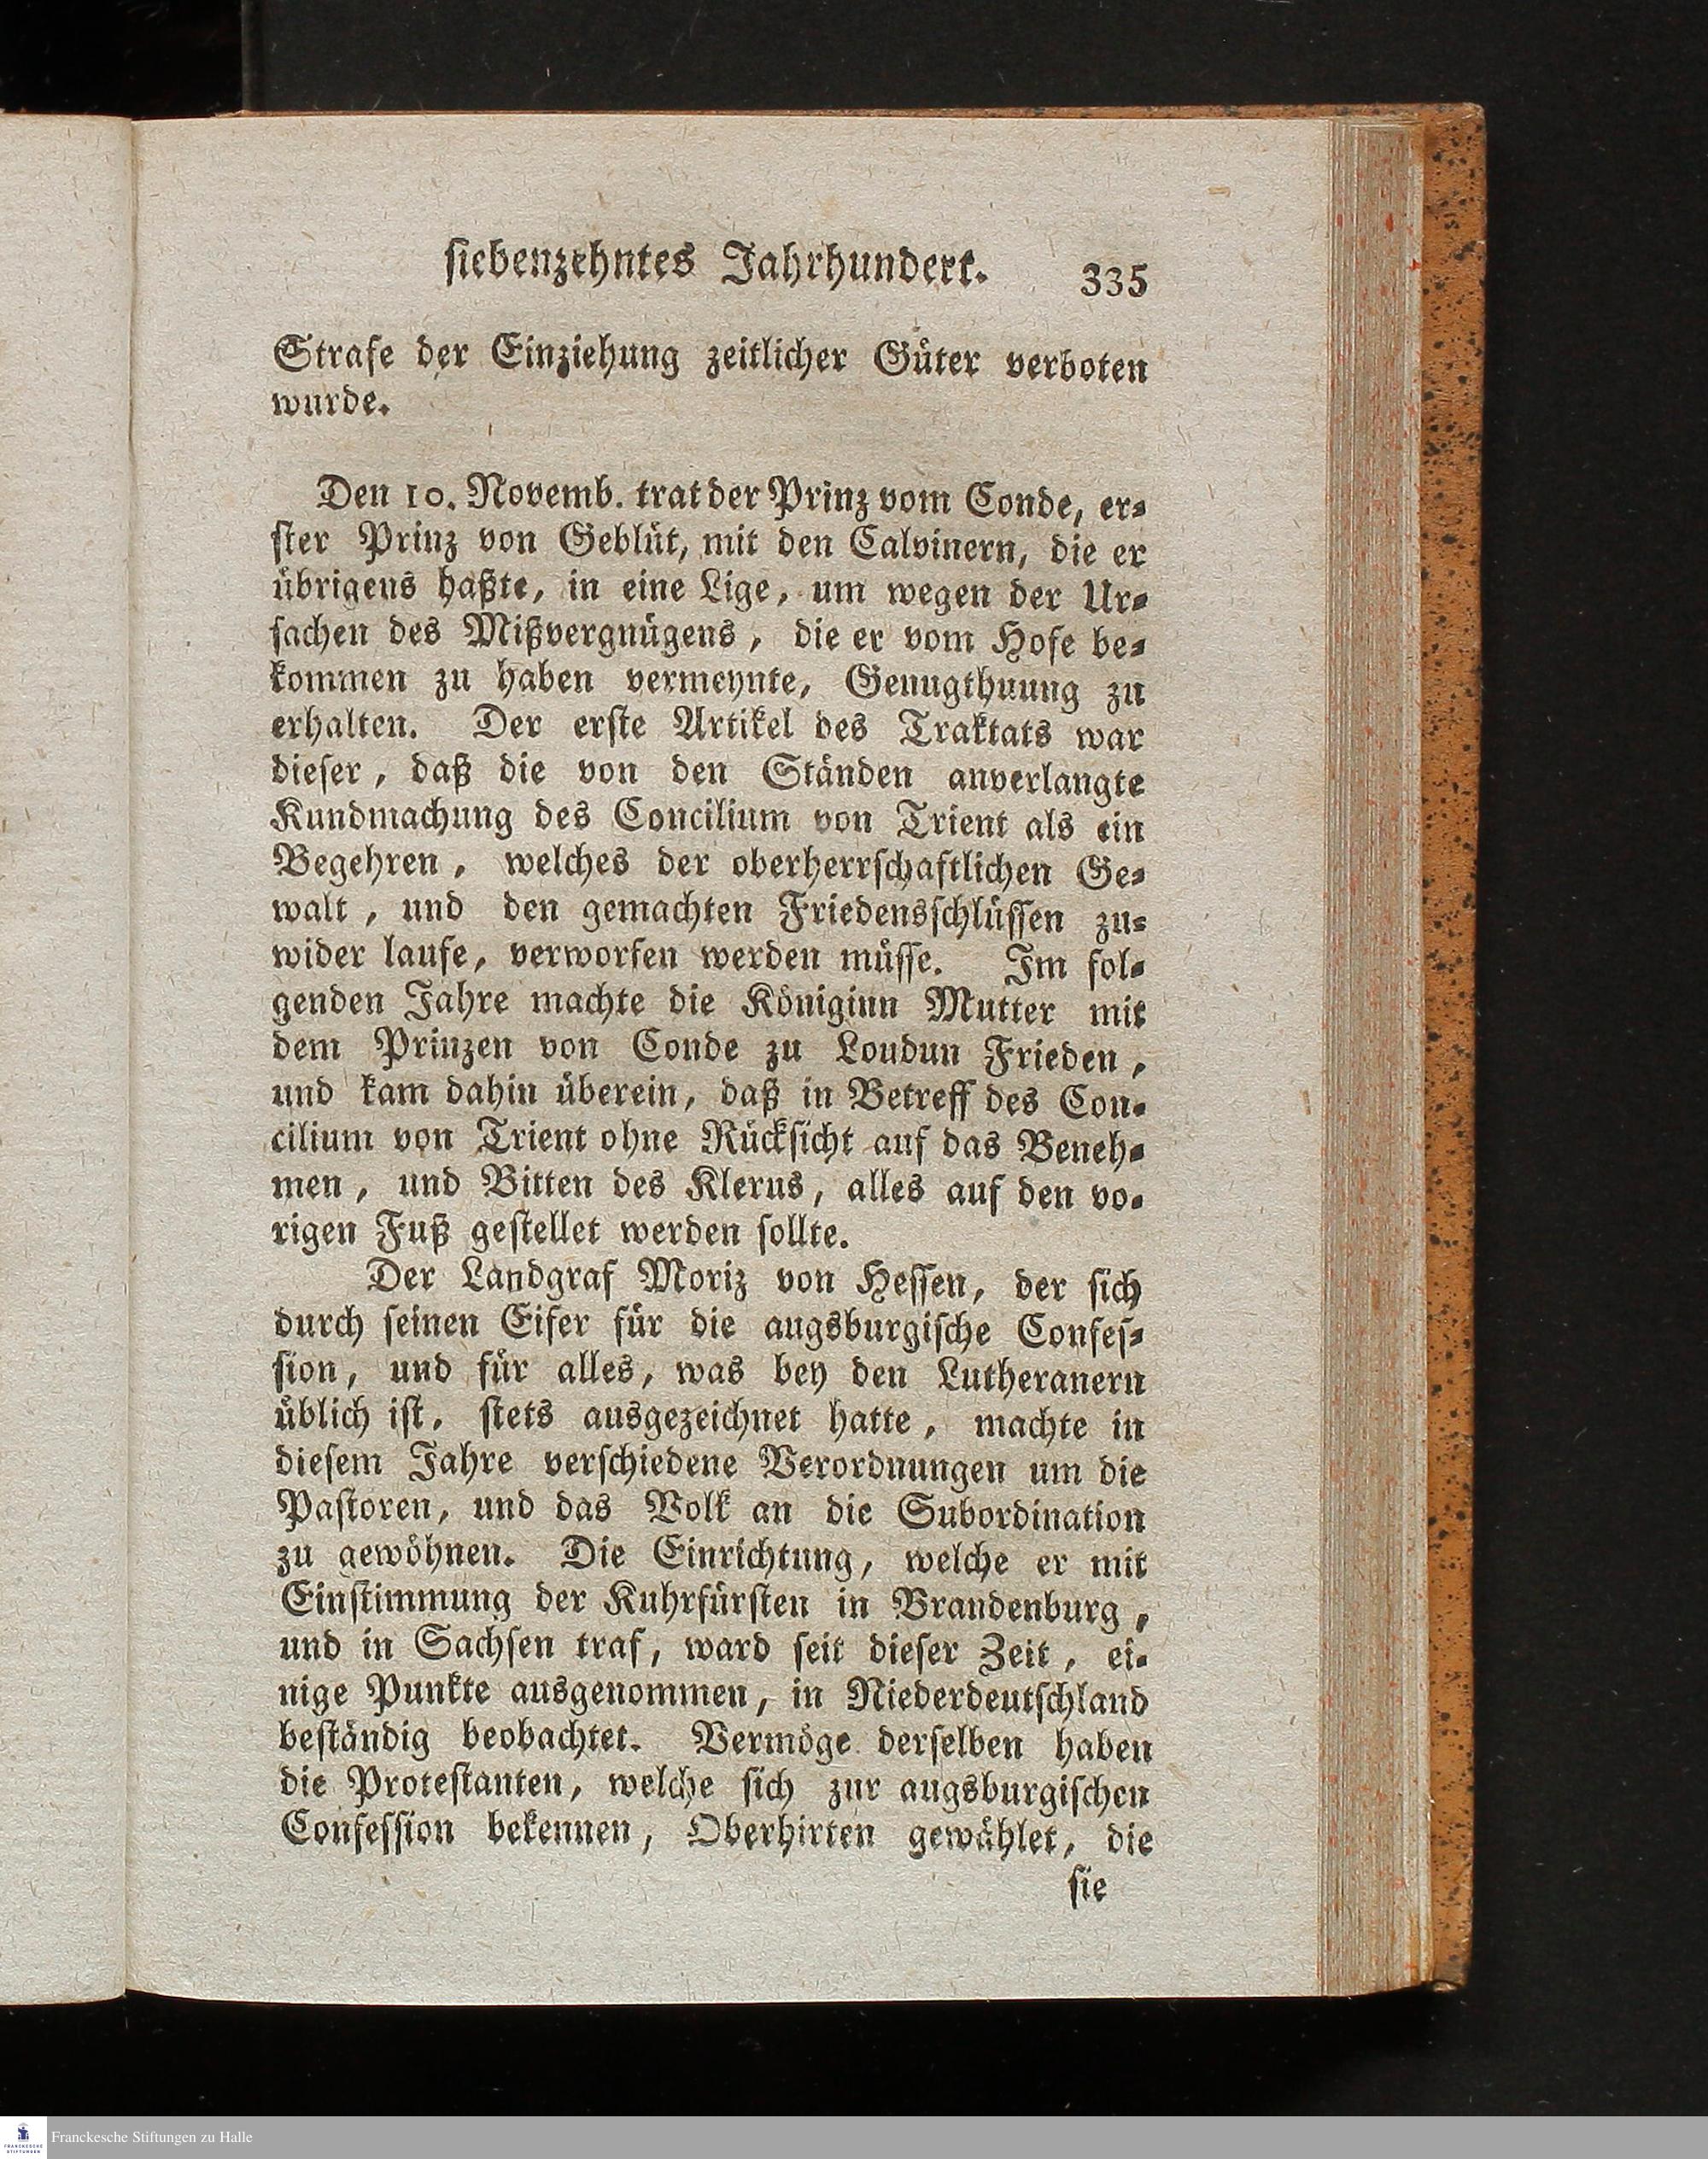 siebenzehntes Jahrhundert. 335
Strafe der Einziehung zeitlicher Güter verboten
wurde.
Den 10. Novemb. trat der Prinz vom Conde, er-
ster Prinz von Geblüt, mit den Calvinern, die er
übrigens haßte, in eine Lige, um wegen der Ur-
sachen des Mißvergnügens, die er vom Hofe be-
kommen zu haben vermeynte, Genugthuung zu
erhalten. Der erste Artikel des Traktats war
dieser, daß die von den Ständen anverlangte
Kundmachung des Concilium von Trient als ein
Begehren, welches der oberherrschaftlichen Ge-
walt, und den gemachten Friedensschlüssen zu-
wider laufe, verworfen werden müsse. Im fol-
genden Jahre machte die Königinn Mutter mit
dem Prinzen von Conde zu Loudun Frieden,
und kam dahin überein, daß in Betreff des Con-
cilium von Trient ohne Rücksicht auf das Beneh-
men, und Bitten des Klerus, alles auf den vo-
rigen Fuß gestellet werden sollte.
Der Landgraf Moriz von Hessen, der sich
durch seinen Eifer für die augsburgische Confes-
sion, und für alles, was bey den Lutheranern
üblich ist, stets ausgezeichnet hatte, machte in
diesem Jahre verschiedene Verordnungen um die
Pastoren, und das Volk an die Subordination
zu gewöhnen. Die Einrichtung, welche er mit
Einstimmung der Kuhrfürsten in Brandenburg,
und in Sachsen traf, ward seit dieser Zeit, ei-
nige Punkte ausgenommen, in Niederdeutschland
beständig beobachtet. Vermöge derselben haben
die Protestanten, welche sich zur augsburgischen
Confession bekennen, Oberhirten gewählet, die
sie
FRANCKESCHE
STIFTUNGEN
Franckesche Stiftungen zu Halle